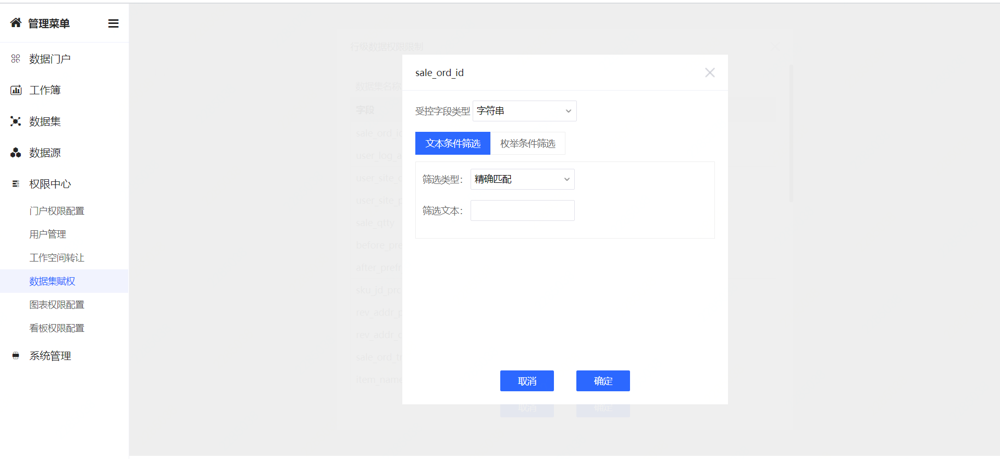 管理菜单
数据门户
工作簿
数据集
数据源
权限中心
门户权限配置
用户管理
工作空间转让
数据集赋权
图表权限配置
看板权限配置
系统管理
行级数据权限限制
数据集名称
字段
sale_ord_id
user_log_a
user_site_c
user_site_p
sale_qtty
before_pre
after_prefr
sku_jd_prc
rev_addr_p
rev_addr_c
sale_ord_t
item_name
sale_ord_id
受控字段类型 字符串
文本条件筛选 枚举条件筛选
筛选类型： 精确匹配
筛选文本：
取消 确定
取消 确定